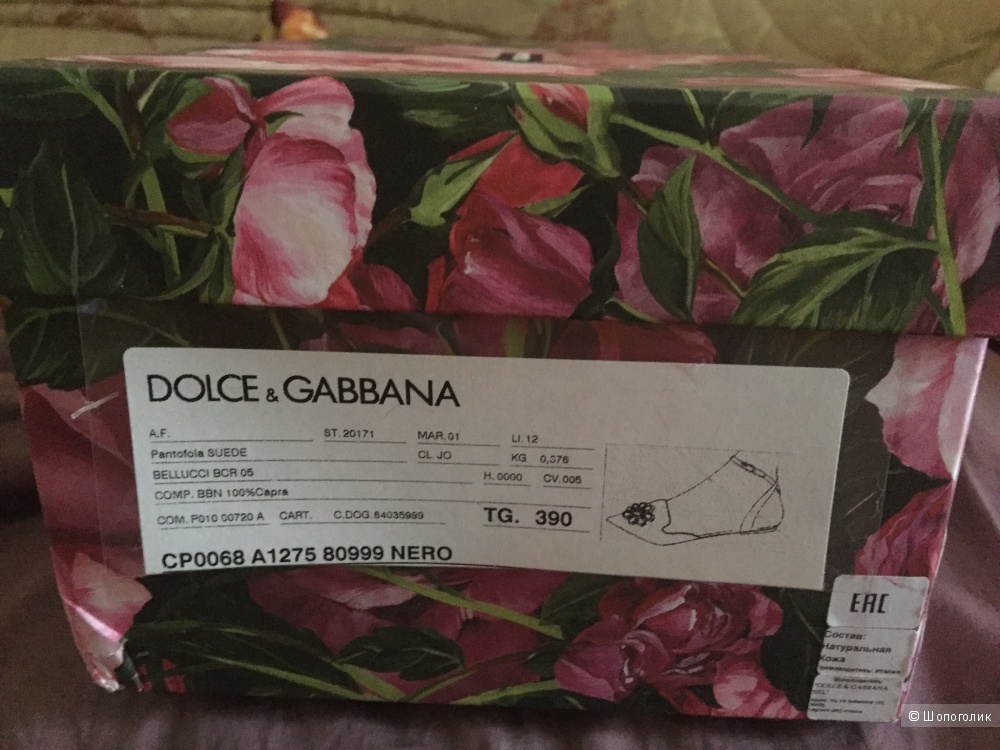 DOLCE & GABBANA
A.F. ST. 20171 MAR. 01 LI. 12
Pantofola SUEDE CL. JO KG 0,376
BELLUCCI BCR 05 H. 0000 CV. 005
COMP. BBN 100%Capra
COM. P010 00720 A CART. C.DOG.64035999 TG. 390
CP0068 A1275 80999 NERO
EAC
Состав:
Натуральная
Кожа
Изготовитель
"DOLCE & GABBANA
© Шопоголик